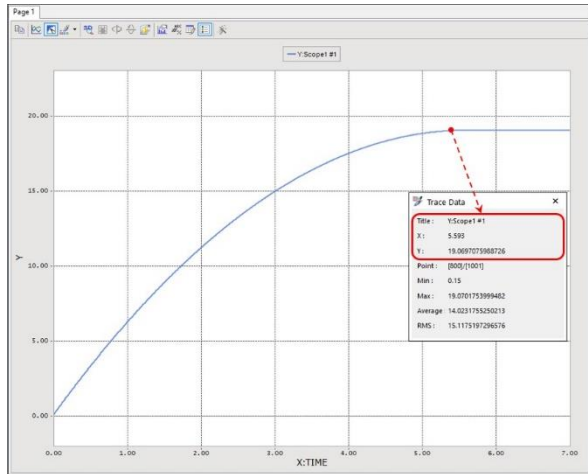 Page 1
Y:Scope1 #1
20.00
15.00
10.00
5.00
0.00
Y
0.00 1.00 2.00 3.00 4.00 5.00 6.00 7.00
X:TIME
Trace Data ×
Title : Y:Scope1 #1
X : 5.593
Y : 19.0697075988726
Point : [800]/[1001]
Min : 0.15
Max : 19.0701753999482
Average : 14.0231755250213
RMS : 15.1175197296576